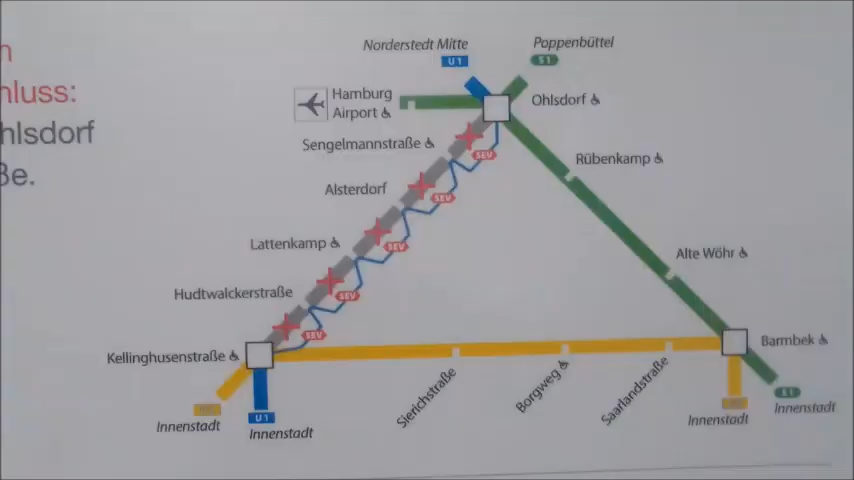 hluss:
hlsdorf
ße.
Norderstedt Mitte
U1
Poppenbüttel
S1
Hamburg
Airport
Ohlsdorf
Sengelmannstraße
SEV
Rübenkamp
Alsterdorf
SEV
Lattenkamp
SEV
Alte Wöhr
Hudtwalckerstraße
SEV
SEV
Kellinghusenstraße
Barmbek
Sierichstraße
Borgweg
Saarlandstraße
Innenstadt
U1
Innenstadt
Innenstadt
S1
Innenstadt